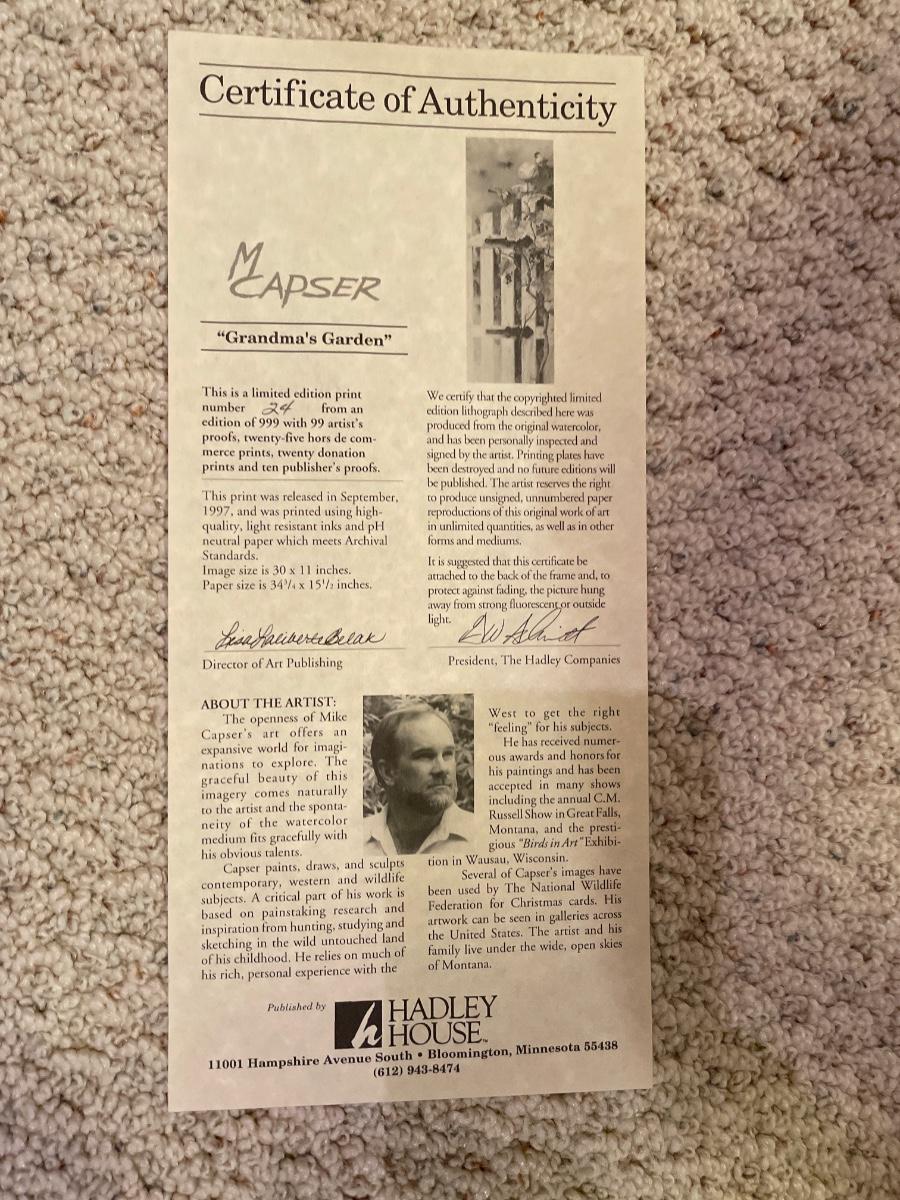 Certificate of Authenticity
M
CAPSER
“Grandma's Garden”
This is a limited edition print
number 24 from an
edition of 999 with 99 artist's
proofs, twenty-five hors de com-
merce prints, twenty donation
prints and ten publisher's proofs.
This print was released in September,
1997, and was printed using high-
quality, light resistant inks and pH
neutral paper which meets Archival
Standards.
Image size is 30 x 11 inches.
Paper size is 34³/₄ x 15¹/₂ inches.
Director of Art Publishing
We certify that the copyrighted limited
edition lithograph described here was
produced from the original watercolor,
and has been personally inspected and
signed by the artist. Printing plates have
been destroyed and no future editions will
be published. The artist reserves the right
to produce unsigned, unnumbered paper
reproductions of this original work of art
in unlimited quantities, as well as in other
forms and mediums.
It is suggested that this certificate be
attached to the back of the frame and, to
protect against fading, the picture hung
away from strong fluorescent or outside
light.
President, The Hadley Companies
ABOUT THE ARTIST:
The openness of Mike
Capser's art offers an
expansive world for imagi-
nations to explore. The
graceful beauty of this
imagery comes naturally
to the artist and the sponta-
neity of the watercolor
medium fits gracefully with
his obvious talents.
Capser paints, draws, and sculpts
contemporary, western and wildlife
subjects. A critical part of his work is
based on painstaking research and
inspiration from hunting, studying and
sketching in the wild untouched land
of his childhood. He relies on much of
his rich, personal experience with the
West to get the right
“feeling” for his subjects.
He has received numer-
ous awards and honors for
his paintings and has been
accepted in many shows
including the annual C.M.
Russell Show in Great Falls,
Montana, and the presti-
gious “Birds in Art” Exhibi-
tion in Wausau, Wisconsin.
Several of Capser's images have
been used by The National Wildlife
Federation for Christmas cards. His
artwork can be seen in galleries across
the United States. The artist and his
family live under the wide, open skies
of Montana.
Published by
h HADLEY
HOUSE™
11001 Hampshire Avenue South • Bloomington, Minnesota 55438
(612) 943-8474